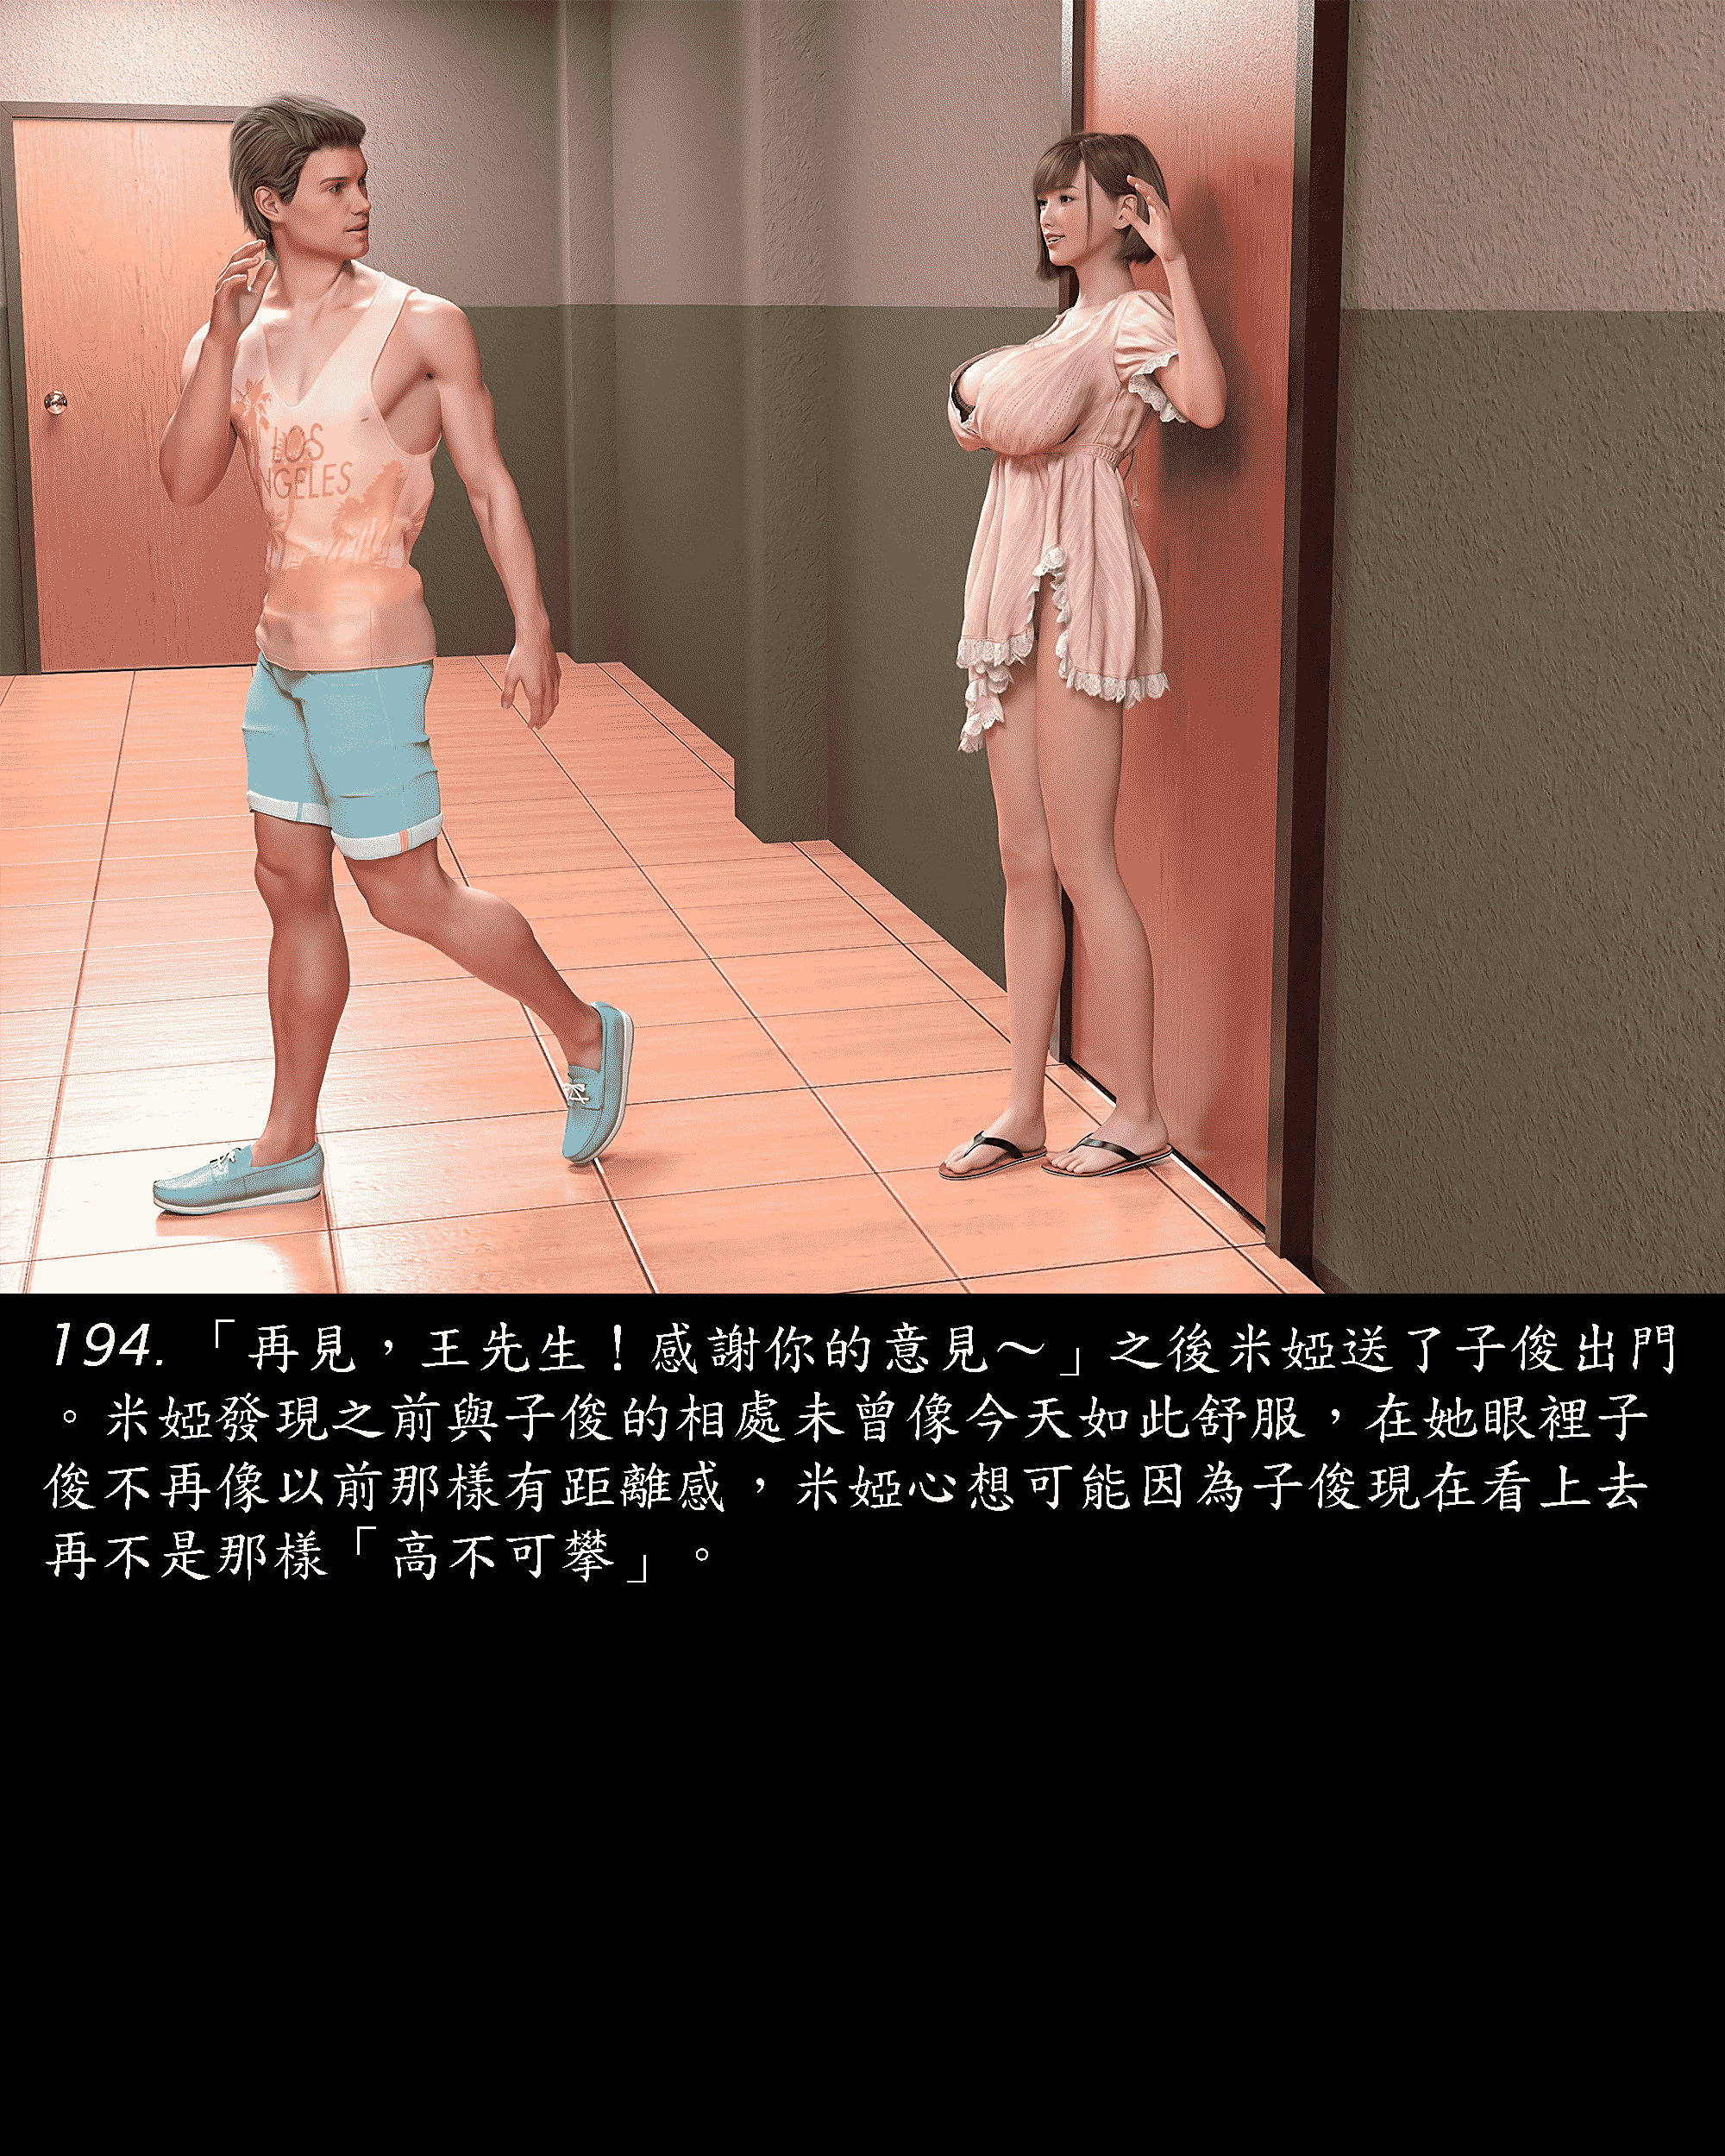 LOS
NGELES
194. 「再見，王先生！感謝你的意見～」之後米婭送了子俊出門
。米婭發現之前與子俊的相處未曾像今天如此舒服，在她眼裡子
俊不再像以前那樣有距離感，米婭心想可能因為子俊現在看上去
再不是那樣「高不可攀」。